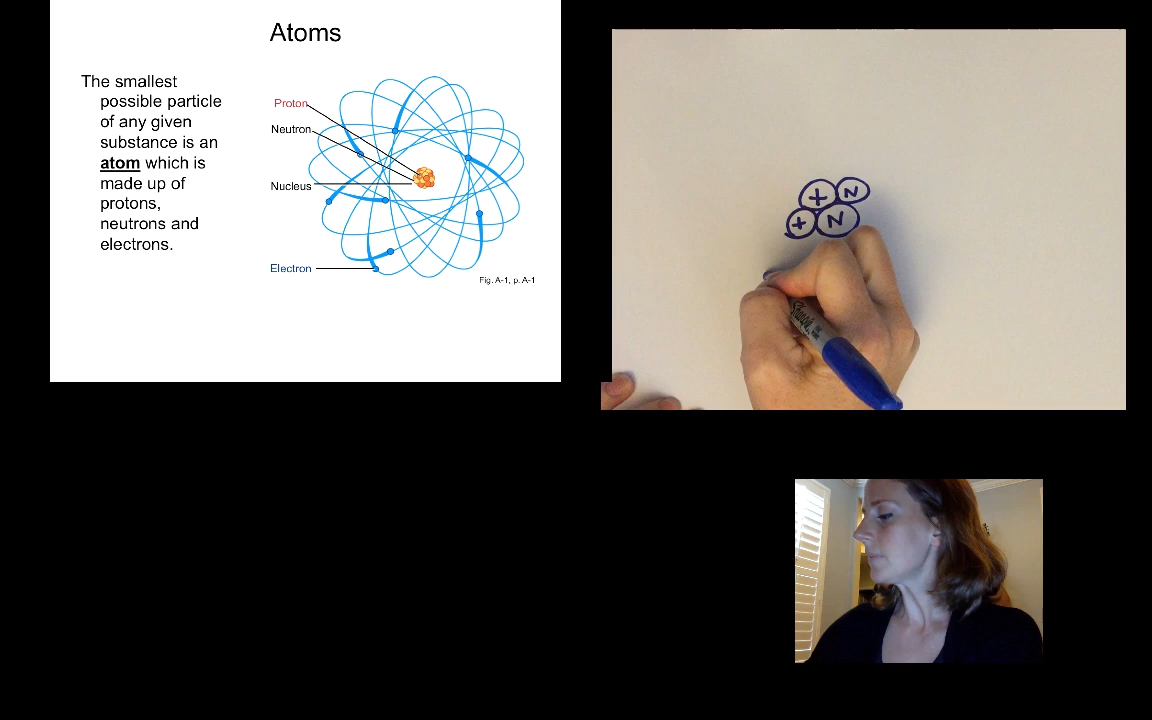 Atoms
The smallest
possible particle
of any given
substance is an
atom which is
made up of
protons,
neutrons and
electrons.
Proton
Neutron
Nucleus
Electron
Fig. A-1, p. A-1
+ N
+ N
Sharpie